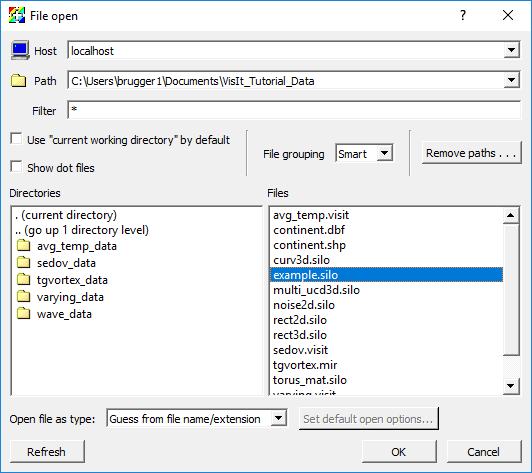 File open
Host localhost
Path C:\Users\brugger1\Documents\VisIt_Tutorial_Data
Filter *
Use "current working directory" by default
Show dot files
File grouping Smart
Remove paths . . .
Directories
. (current directory)
.. (go up 1 directory level)
avg_temp_data
sedov_data
tgvortex_data
varying_data
wave_data
Files
avg_temp.visit
continent.dbf
continent.shp
curv3d.silo
example.silo
multi_ucd3d.silo
noise2d.silo
rect2d.silo
rect3d.silo
sedov.visit
tgvortex.mir
torus_mat.silo
varying.visit
Open file as type: Guess from file name/extension
Set default open options...
Refresh
OK
Cancel